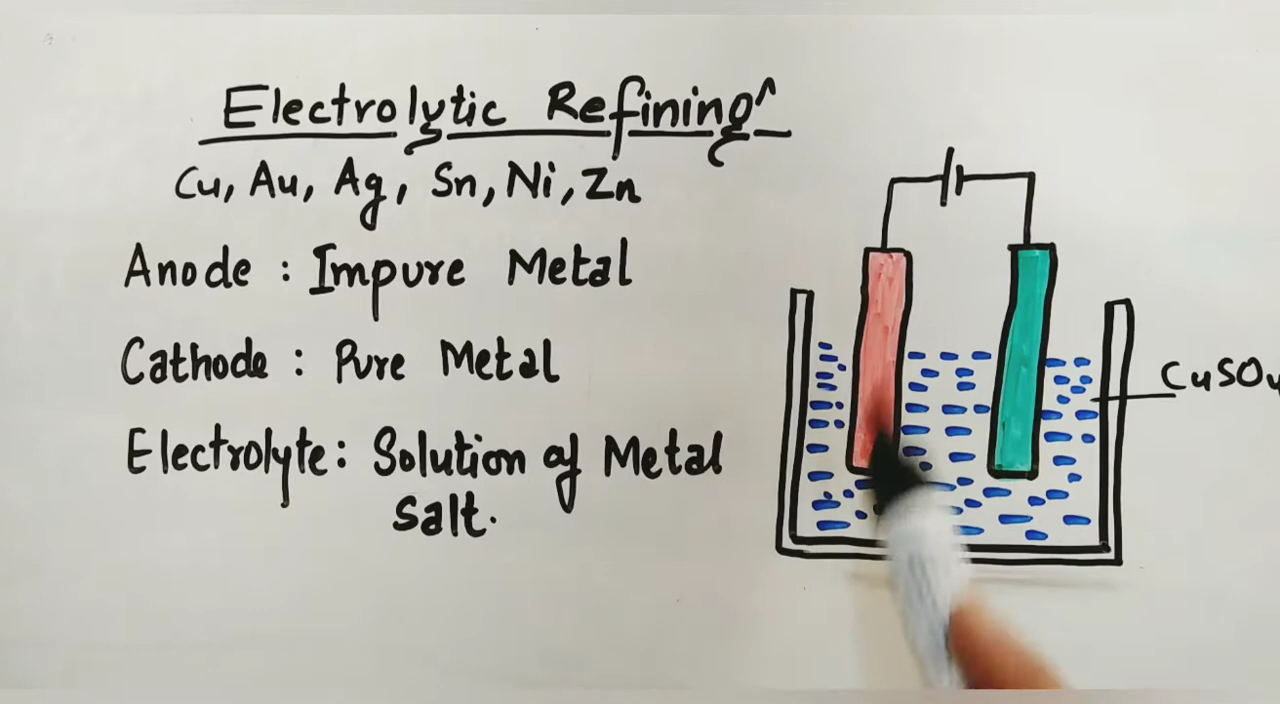 Electrolytic Refining
Cu, Au, Ag, Sn, Ni, Zn
Anode : Impure Metal
Cathode : Pure Metal
Electrolyte : Solution of Metal
Salt.
CuSO4